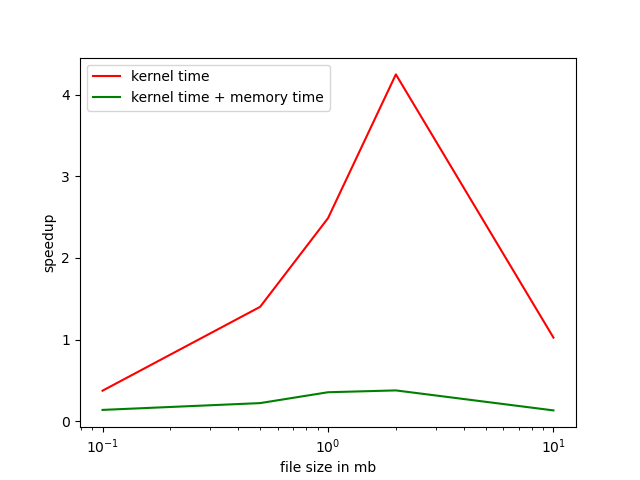 kernel time
kernel time + memory time
speedup
4
3
2
1
0
10⁻¹
10⁰
10¹
file size in mb